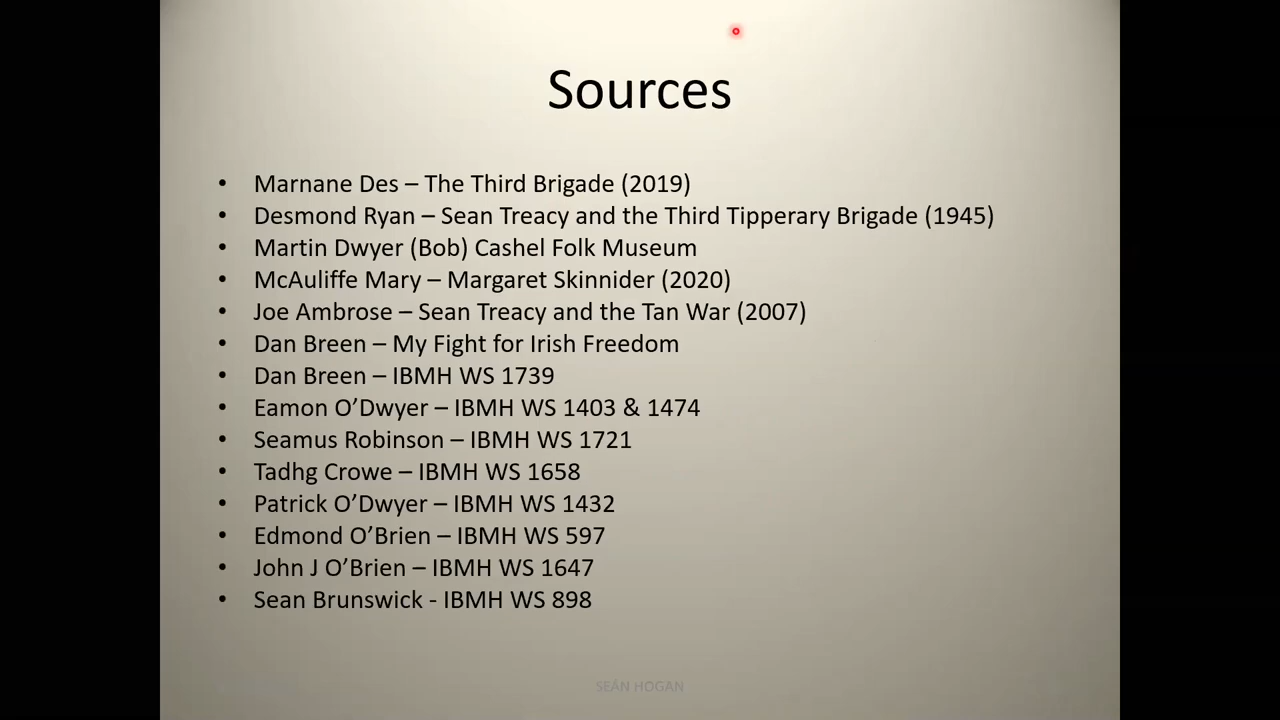 Sources
• Marnane Des – The Third Brigade (2019)
• Desmond Ryan – Sean Treacy and the Third Tipperary Brigade (1945)
• Martin Dwyer (Bob) Cashel Folk Museum
• McAuliffe Mary – Margaret Skinnider (2020)
• Joe Ambrose – Sean Treacy and the Tan War (2007)
• Dan Breen – My Fight for Irish Freedom
• Dan Breen – IBMH WS 1739
• Eamon O’Dwyer – IBMH WS 1403 & 1474
• Seamus Robinson – IBMH WS 1721
• Tadhg Crowe – IBMH WS 1658
• Patrick O’Dwyer – IBMH WS 1432
• Edmond O’Brien – IBMH WS 597
• John J O’Brien – IBMH WS 1647
• Sean Brunswick - IBMH WS 898
SEÁN HOGAN